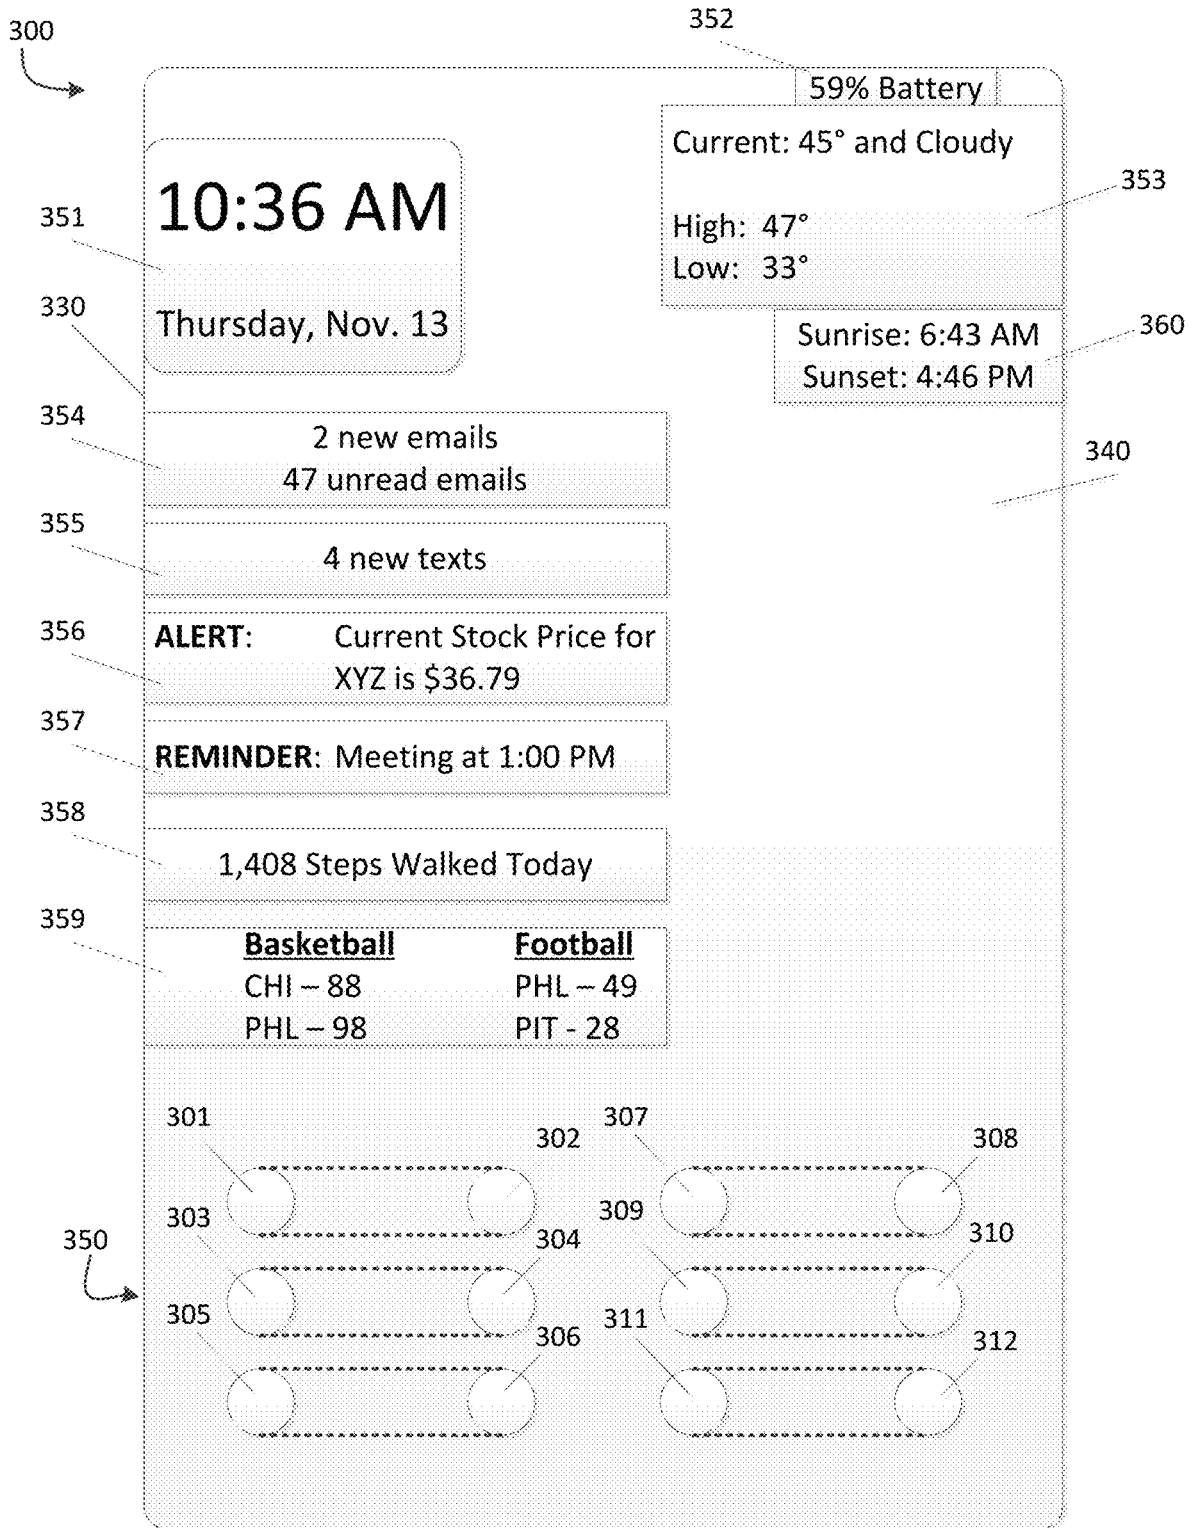 300
352
59% Battery
Current: 45° and Cloudy
High: 47°
Low: 33°
353
351
10:36 AM
Thursday, Nov. 13
330
Sunrise: 6:43 AM
Sunset: 4:46 PM
360
354
2 new emails
47 unread emails
340
355
4 new texts
356
ALERT: Current Stock Price for
XYZ is $36.79
357
REMINDER: Meeting at 1:00 PM
358
1,408 Steps Walked Today
359
Basketball Football
CHI – 88 PHL – 49
PHL – 98 PIT - 28
301 302 307 308
303 304 309 310
350
305 306 311 312